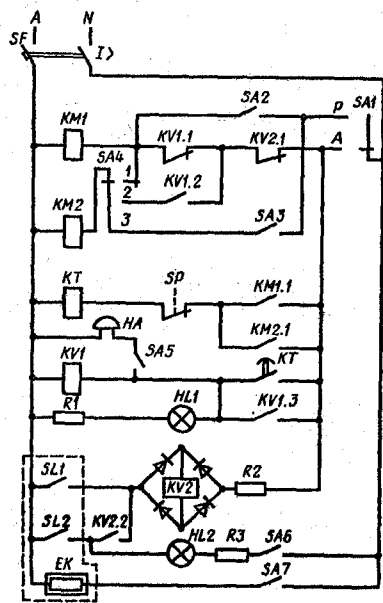 A N
SF I>
SA2 P SA1
KM1 KV1.1 KV2.1 A
SA4 1
2 KV1.2
KM2 3 SA3
KT SP KM1.1
HA KM2.1
SA5 KT
KV1
R1 HL1 KV1.3
SL1 KV2 R2
SL2 KV2.2 HL2 R3 SA6
EK SA7